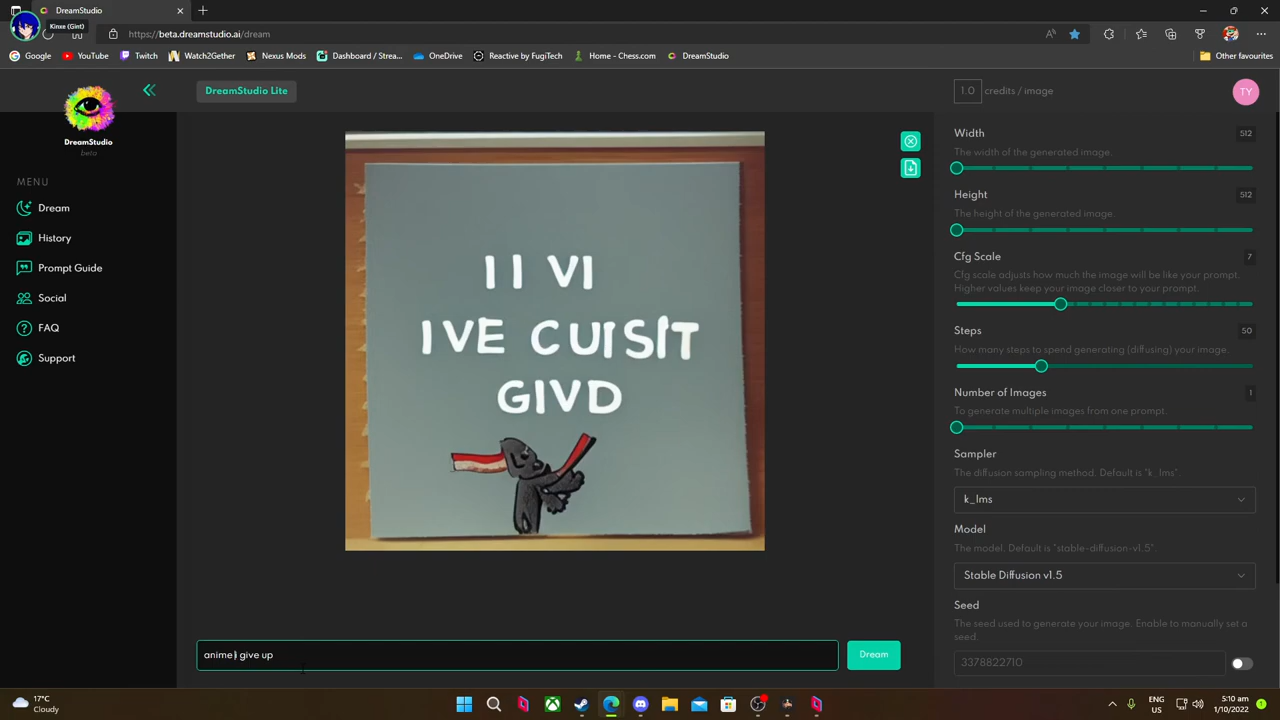 DreamStudio
Kinxe (Gint)
https://beta.dreamstudio.ai/dream
Google
YouTube
Twitch
Watch2Gether
Nexus Mods
Dashboard / Strea...
OneDrive
Reactive by FugiTech
Home - Chess.com
DreamStudio
Other favourites
DreamStudio
beta
MENU
Dream
History
Prompt Guide
Social
FAQ
Support
DreamStudio Lite
I I VI
IVE CUISIT
GIVD
anime i give up
Dream
1.0 credits / image
TY
Width
512
The width of the generated image.
Height
512
The height of the generated image.
Cfg Scale
7
Cfg scale adjusts how much the image will be like your prompt.
Higher values keep your image closer to your prompt.
Steps
50
How many steps to spend generating (diffusing) your image.
Number of Images
1
To generate multiple images from one prompt.
Sampler
The diffusion sampling method. Default is "k_lms".
k_lms
Model
The model. Default is "stable-diffusion-v1.5".
Stable Diffusion v1.5
Seed
The seed used to generate your image. Enable to manually set a
seed.
3378822710
17°C
Cloudy
ENG
US
5:10 am
1/10/2022